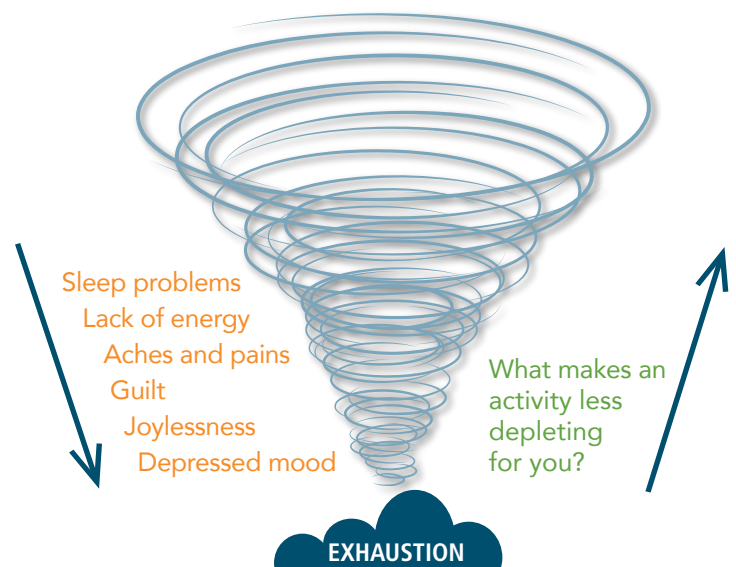 Sleep problems
Lack of energy
Aches and pains
Guilt
Joylessness
Depressed mood
What makes an
activity less
depleting
for you?
EXHAUSTION